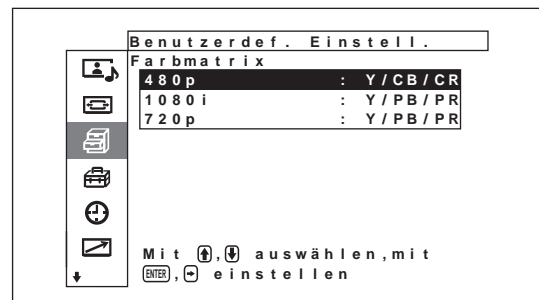 Benutzerdef. Einstell.
Farbmatrix
480p : Y/CB/CR
1080i : Y/PB/PR
720p : Y/PB/PR
Mit ↑,↓ auswählen,mit
ENTER,→ einstellen